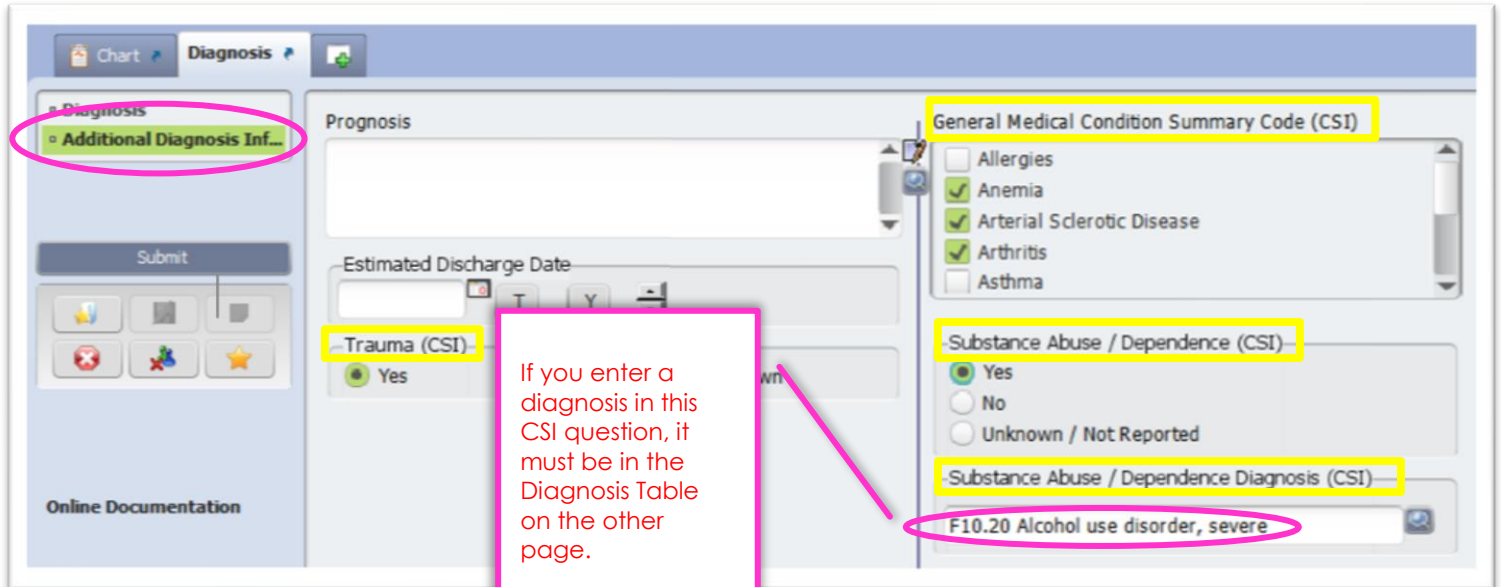 Chart
Diagnosis
Diagnosis
Additional Diagnosis Inf...
Submit
Online Documentation
Prognosis
Estimated Discharge Date
T
Y
Trauma (CSI)
Yes
wn
If you enter a
diagnosis in this
CSI question, it
must be in the
Diagnosis Table
on the other
page.
General Medical Condition Summary Code (CSI)
Allergies
Anemia
Arterial Sclerotic Disease
Arthritis
Asthma
Substance Abuse / Dependence (CSI)
Yes
No
Unknown / Not Reported
Substance Abuse / Dependence Diagnosis (CSI)
F10.20 Alcohol use disorder, severe